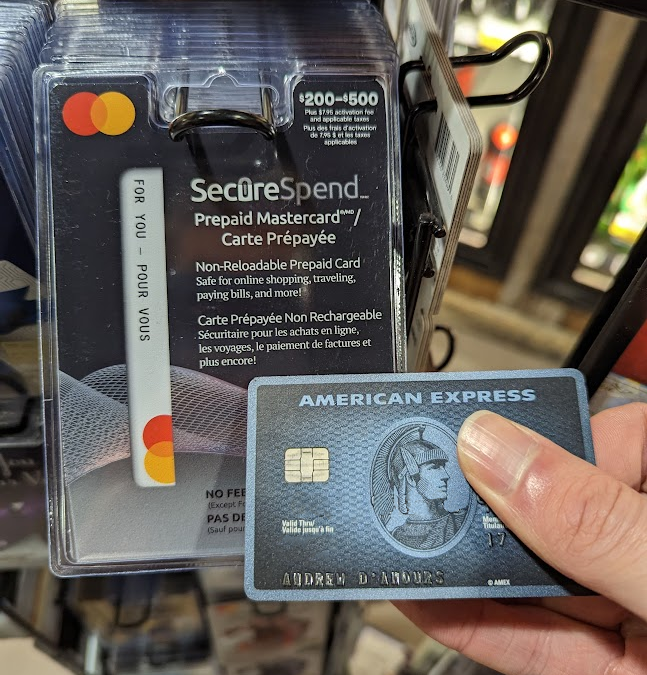 $200–$500
Plus $7.95 activation fee
and applicable taxes
Plus des frais d'activation
de 7,95 $ et les taxes
applicables
SecureSpend
Prepaid Mastercard®/MD /
Carte Prépayée
FOR YOU – POUR VOUS
Non-Reloadable Prepaid Card
Safe for online shopping, traveling,
paying bills, and more!
Carte Prépayée Non Rechargeable
Sécuritaire pour les achats en ligne,
les voyages, le paiement de factures et
plus encore!
NO FEE
(Except
PAS DE
(Sauf
AMERICAN EXPRESS
Valid Thru/
Valide jusqu'à fin
17
ANDREW D'AMOURS
© AMEX